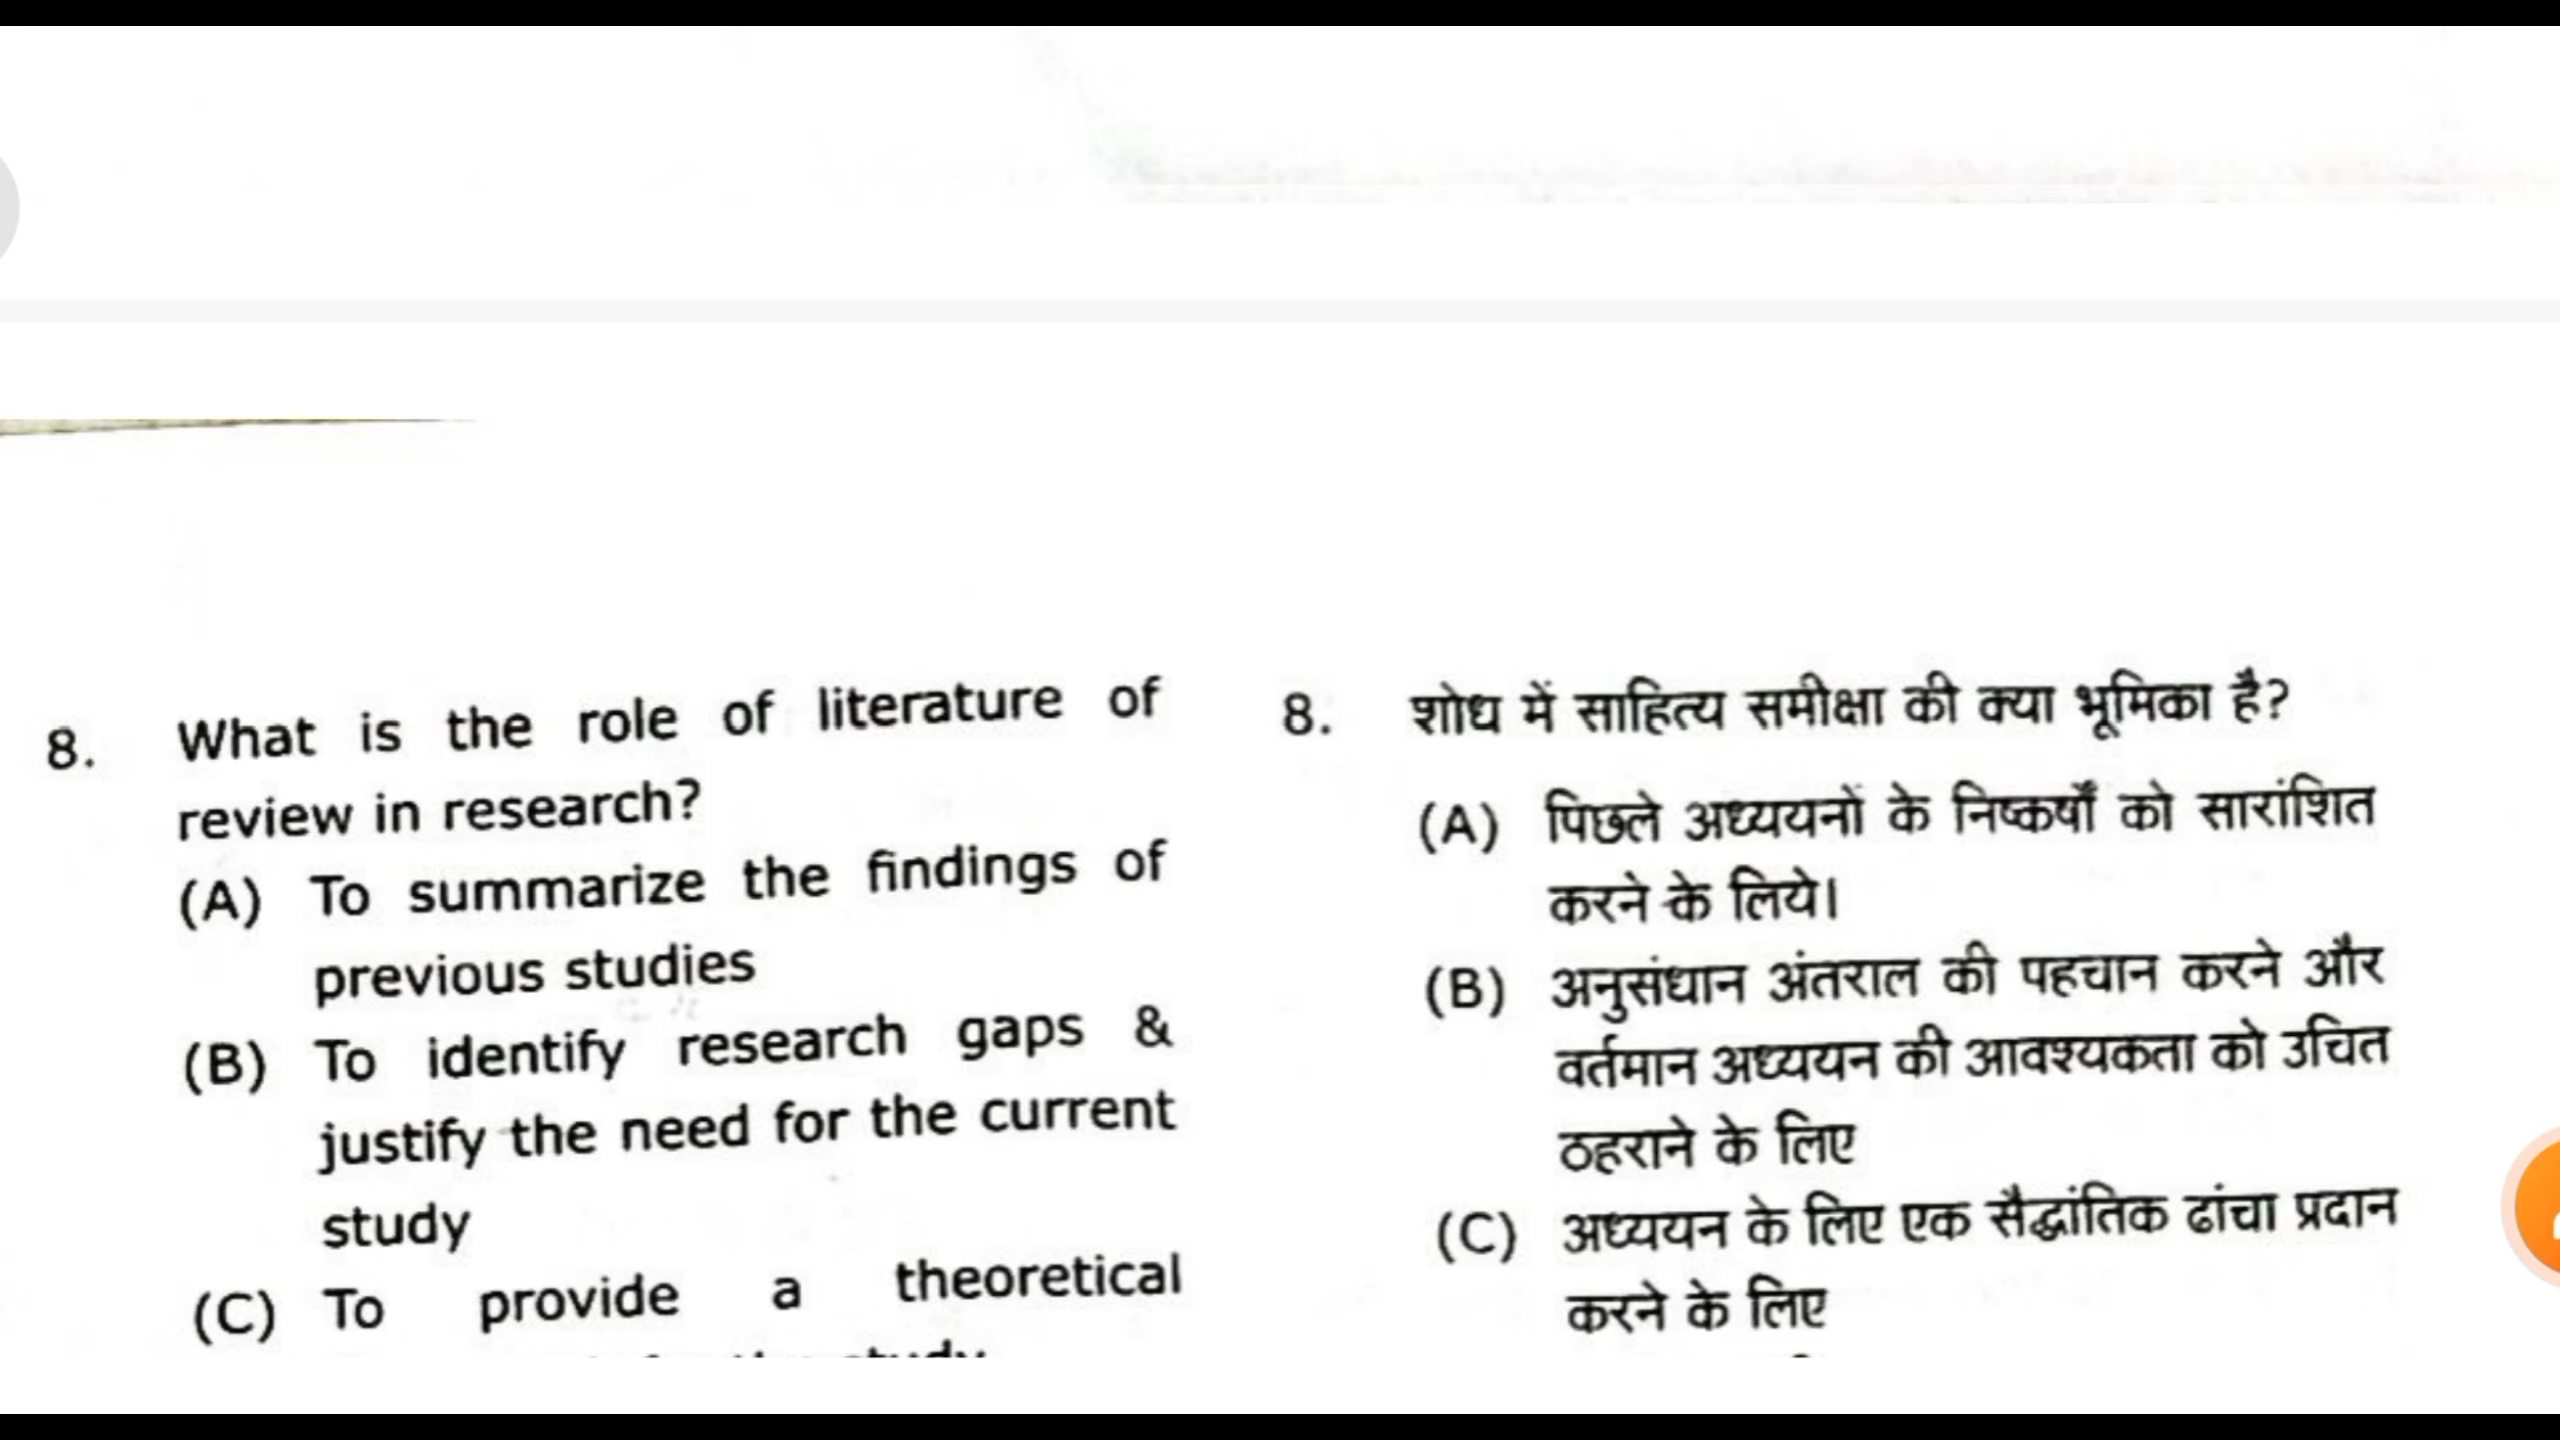 8. What is the role of literature of
review in research?
(A) To summarize the findings of
previous studies
(B) To identify research gaps &
justify the need for the current
study
(C) To provide a theoretical
study
8. शोध में साहित्य समीक्षा की क्या भूमिका है?
(A) पिछले अध्ययनों के निष्कर्षों को सारांशित
करने के लिये।
(B) अनुसंधान अंतराल की पहचान करने और
वर्तमान अध्ययन की आवश्यकता को उचित
ठहराने के लिए
(C) अध्ययन के लिए एक सैद्धांतिक ढांचा प्रदान
करने के लिए